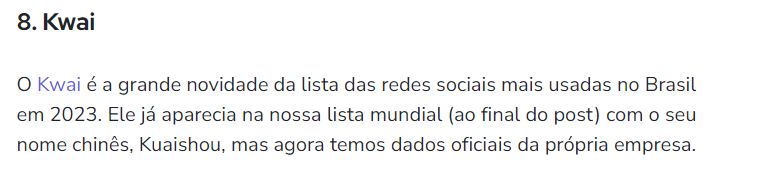 8. Kwai
O Kwai é a grande novidade da lista das redes sociais mais usadas no Brasil
em 2023. Ele já aparecia na nossa lista mundial (ao final do post) com o seu
nome chinês, Kuaishou, mas agora temos dados oficiais da própria empresa.